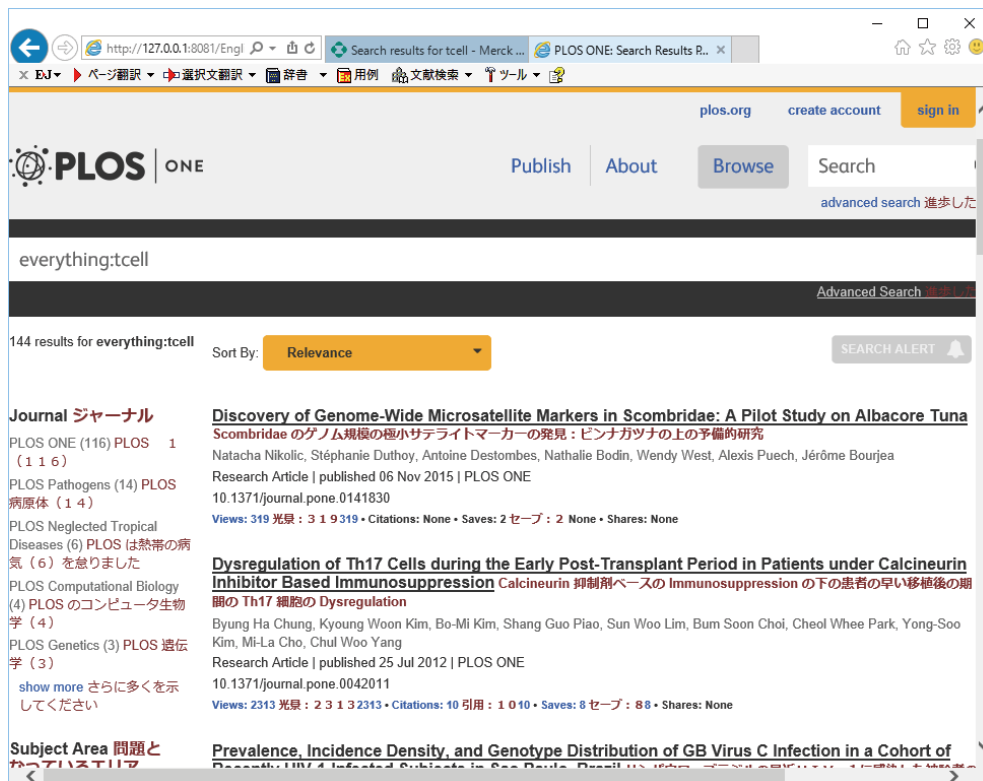 http://127.0.0.1:8081/Engl
Search results for tcell - Merck ...
PLOS ONE: Search Results P...
ページ翻訳
選択文翻訳
辞書
用例
文献検索
ツール
plos.org
create account
sign in
PLOS ONE
Publish
About
Browse
Search
advanced search 進歩した
everything:tcell
Advanced Search 進歩した
144 results for everything:tcell
Sort By:
Relevance
SEARCH ALERT
Journal ジャーナル
PLOS ONE (116) PLOS 1
(116)
PLOS Pathogens (14) PLOS
病原体(14)
PLOS Neglected Tropical
Diseases (6) PLOS は熱帯の病
気(6)を怠りました
PLOS Computational Biology
(4) PLOS のコンピュータ生物
学(4)
PLOS Genetics (3) PLOS 遺伝
学(3)
show more さらに多くを示
してください
Subject Area 問題と
なっているエリア
Discovery of Genome-Wide Microsatellite Markers in Scombridae: A Pilot Study on Albacore Tuna
Scombridae のゲノム規模の極小サテライトマーカーの発見:ビンナガツナの上の予備的研究
Natacha Nikolic, Stéphanie Duthoy, Antoine Destombes, Nathalie Bodin, Wendy West, Alexis Puech, Jérôme Bourjea
Research Article | published 06 Nov 2015 | PLOS ONE
10.1371/journal.pone.0141830
Views: 319 光景:319319 • Citations: None • Saves: 2 セーブ:2 None • Shares: None
Dysregulation of Th17 Cells during the Early Post-Transplant Period in Patients under Calcineurin
Inhibitor Based Immunosuppression Calcineurin 抑制剤ベースの Immunosuppression の下の患者の早い移植後の期
間の Th17 細胞の Dysregulation
Byung Ha Chung, Kyoung Woon Kim, Bo-Mi Kim, Shang Guo Piao, Sun Woo Lim, Bum Soon Choi, Cheol Whee Park, Yong-Soo
Kim, Mi-La Cho, Chul Woo Yang
Research Article | published 25 Jul 2012 | PLOS ONE
10.1371/journal.pone.0042011
Views: 2313 光景:23132313 • Citations: 10 引用:1010 • Saves: 8 セーブ:88 • Shares: None
Prevalence, Incidence Density, and Genotype Distribution of GB Virus C Infection in a Cohort of
Recently HIV-1-Infected Subjects in Sao Paulo, Brazil